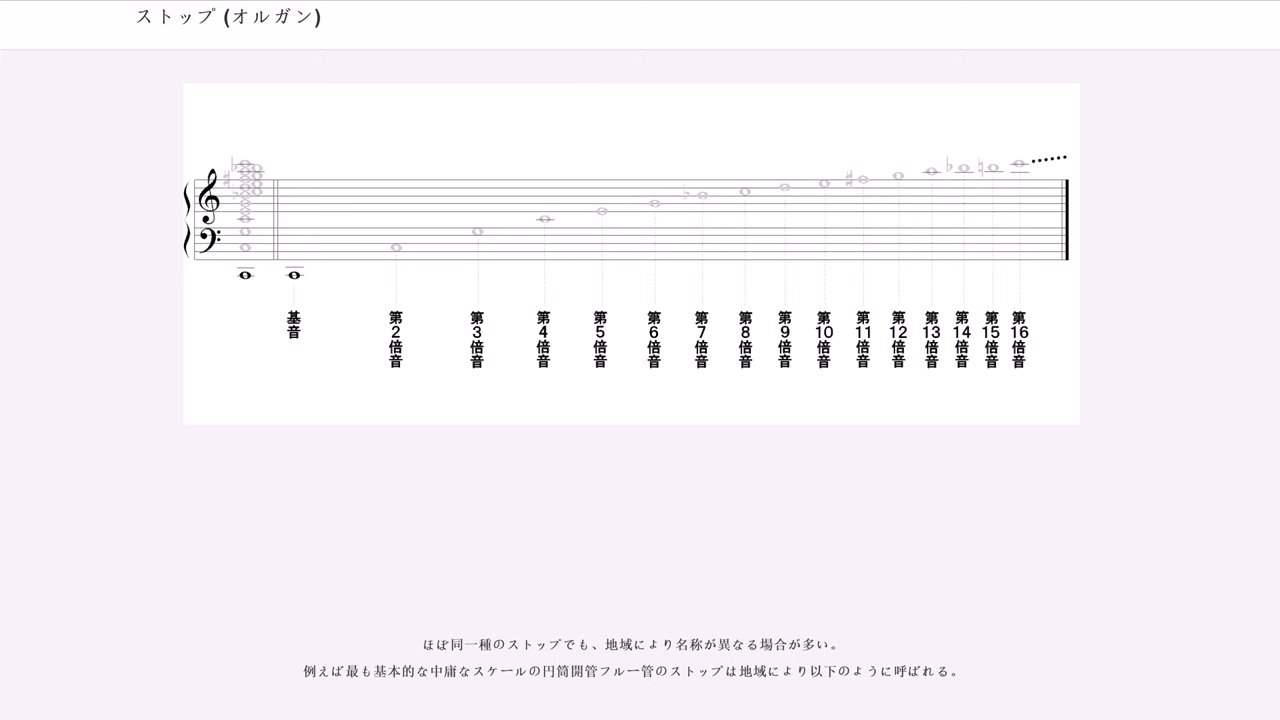 ストップ (オルガン)
基音
第2倍音
第3倍音
第4倍音
第5倍音
第6倍音
第7倍音
第8倍音
第9倍音
第10倍音
第11倍音
第12倍音
第13倍音
第14倍音
第15倍音
第16倍音
ほぼ同一種のストップでも、地域により名称が異なる場合が多い。
例えば最も基本的な中庸なスケールの円筒開管フルー管のストップは地域により以下のように呼ばれる。